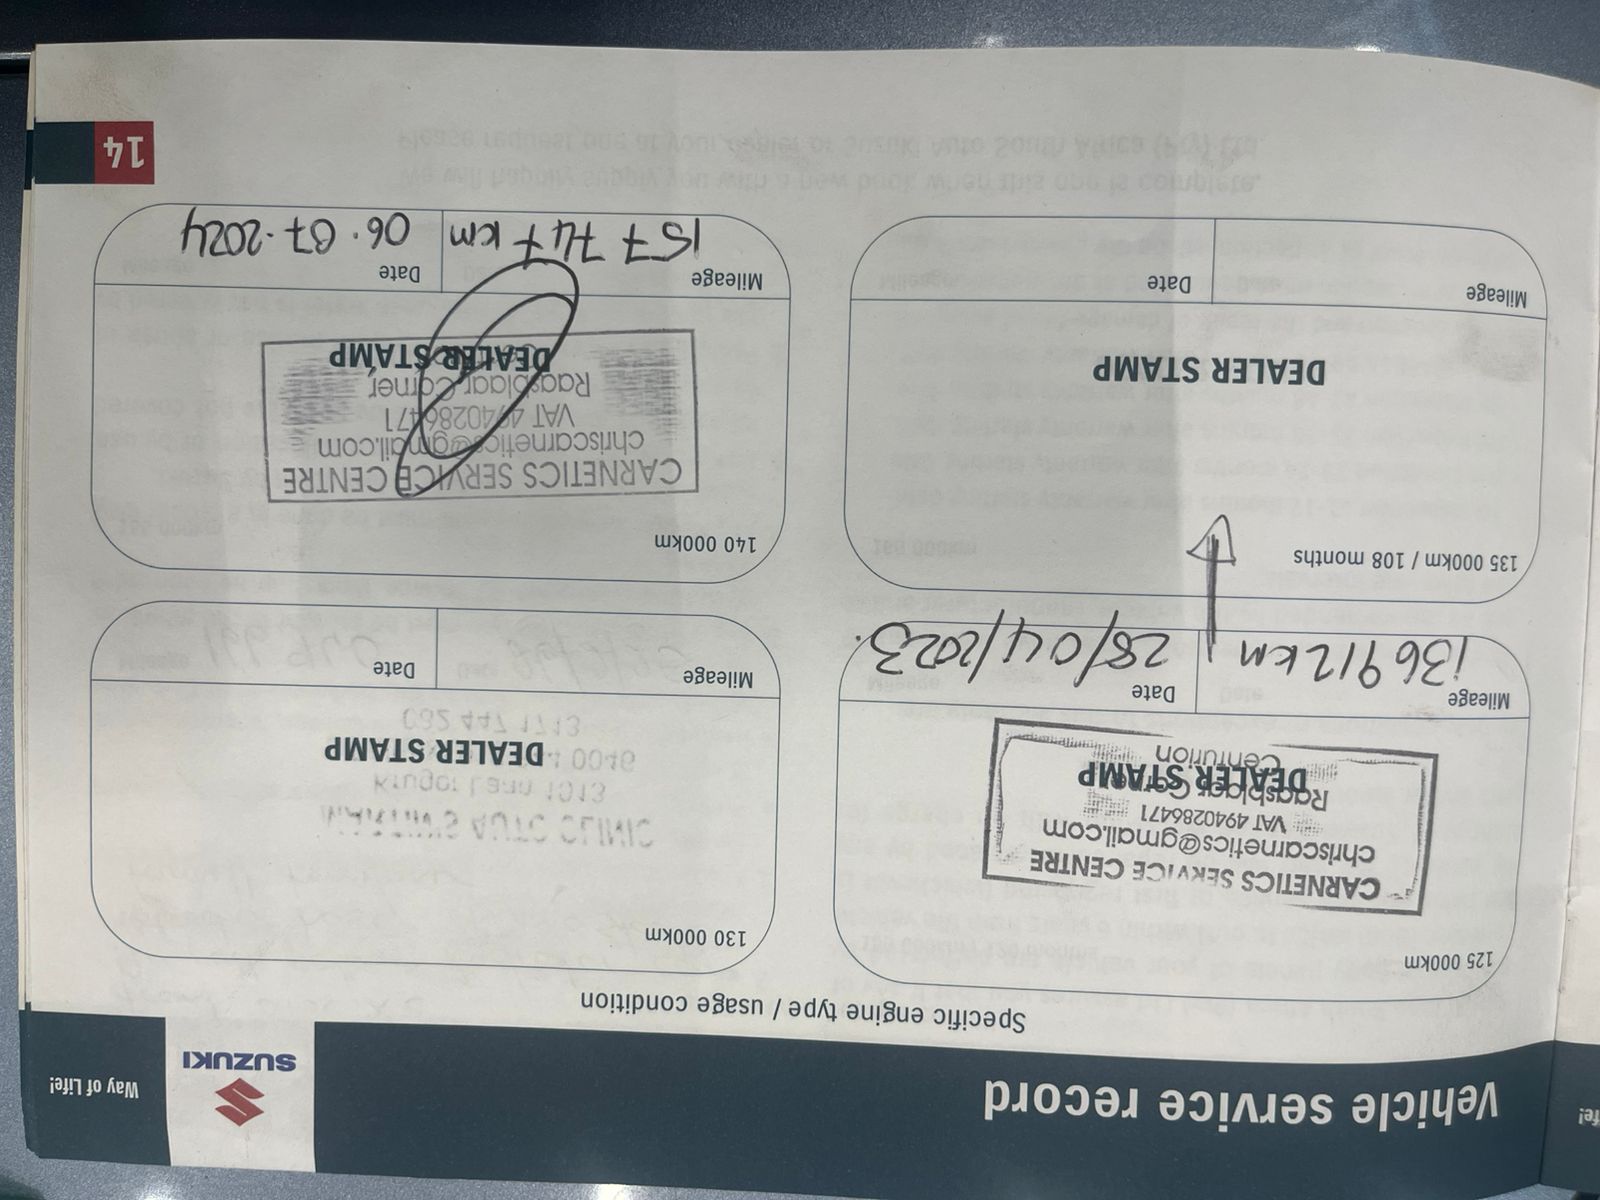 Vehicle service record
SUZUKI
Way of Life!
Specific engine type / usage condition
125 000km
CARNETICS SERVICE CENTRE
chriscarnetics@gmail.com
VAT 4940286471
Raasblaar Corner
DEALER STAMP
Centurion
Mileage
136912km
Date
28/04/2023.
130 000km
DEALER STAMP
Mileage
Date
135 000km / 108 months
DEALER STAMP
Mileage
Date
140 000km
CARNETICS SERVICE CENTRE
chriscarnetics@gmail.com
VAT 4940286471
Raasblaar Corner
DEALER STAMP
Mileage
157 747 km
Date
06.07.2024
14